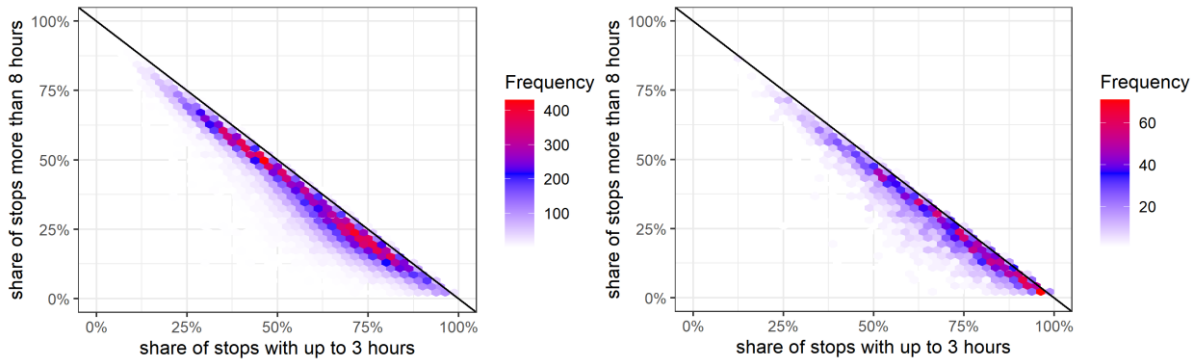 share of stops more than 8 hours
100%
75%
50%
25%
0%
0% 25% 50% 75% 100%
share of stops with up to 3 hours
Frequency
400
300
200
100
share of stops more than 8 hours
100%
75%
50%
25%
0%
0% 25% 50% 75% 100%
share of stops with up to 3 hours
Frequency
60
40
20